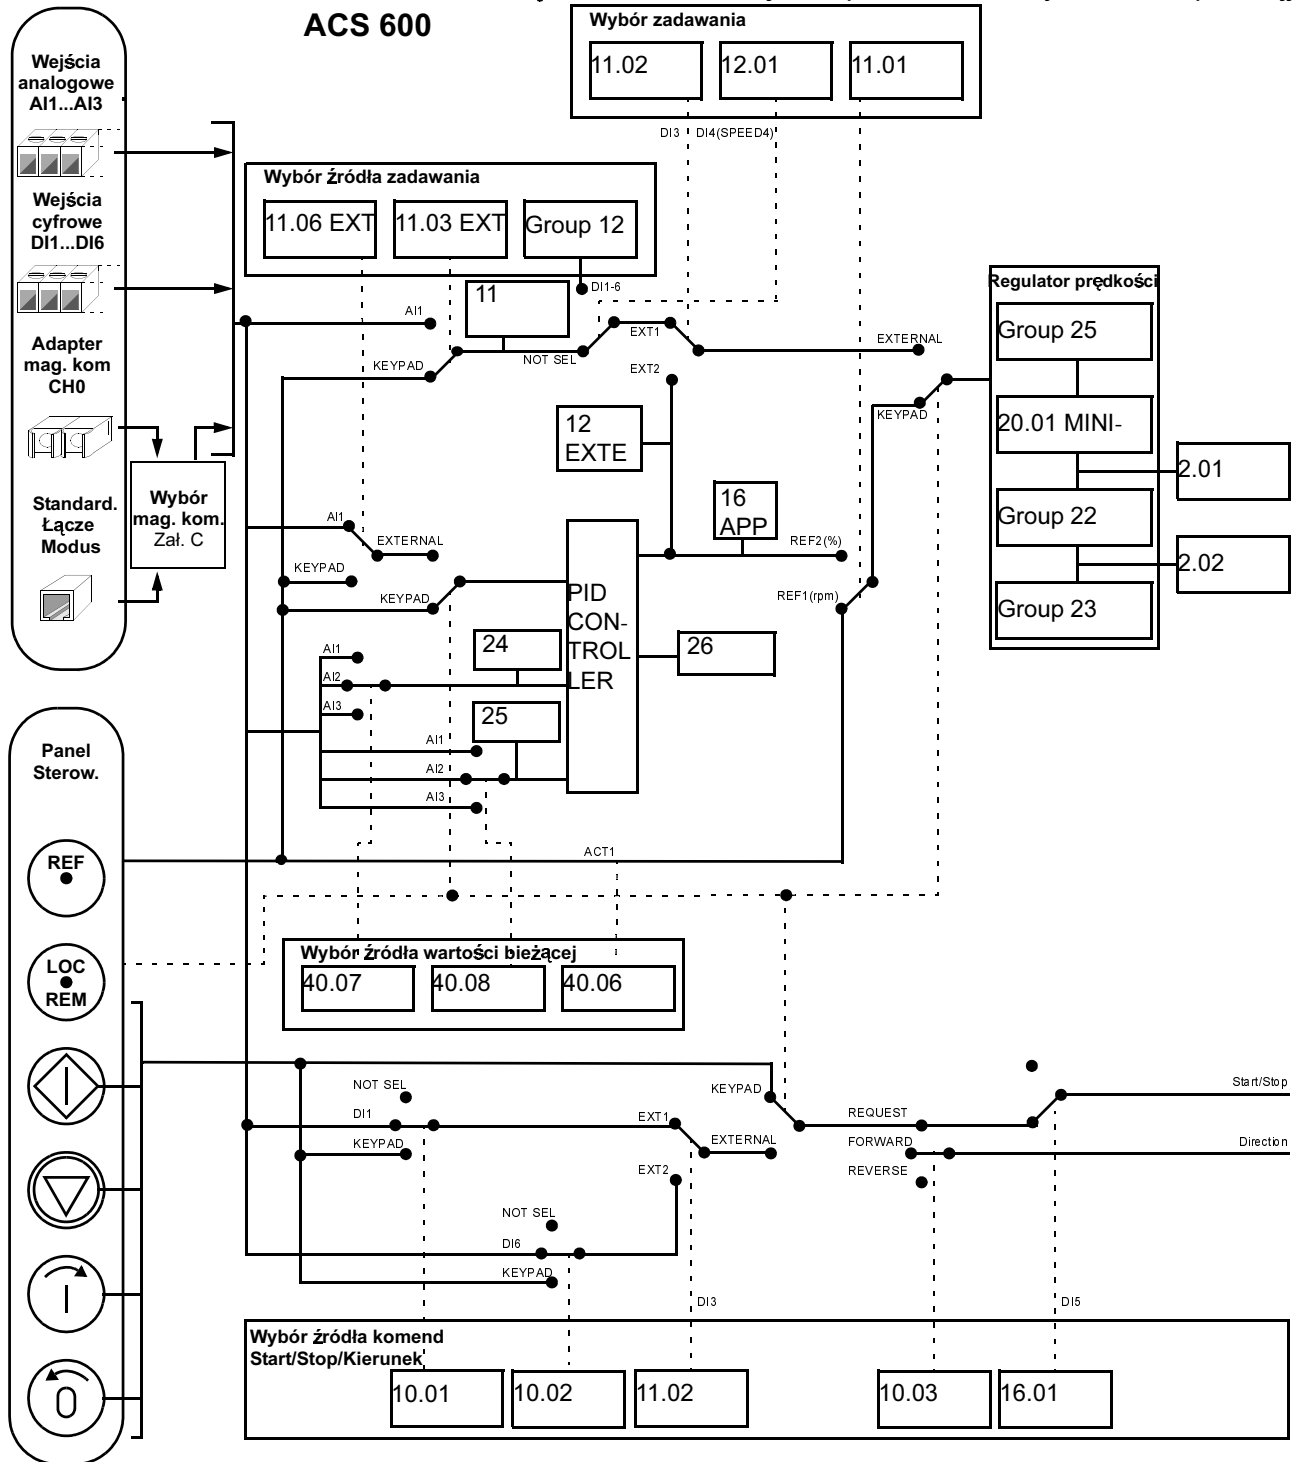 ACS 600
Wejścia
analogowe
AI1...AI3
Wejścia
cyfrowe
DI1...DI6
Adapter
mag. kom
CH0
Standard.
Łącze
Modus
Wybór
mag. kom.
Zał. C
Wybór zadawania
11.02
12.01
11.01
DI3
DI4(SPEED4)
Wybór źródła zadawania
11.06 EXT
11.03 EXT
Group 12
DI1-6
11
AI1
KEYPAD
NOT SEL
EXT1
EXT2
EXTERNAL
KEYPAD
Regulator prędkości
Group 25
20.01 MINI-
Group 22
Group 23
2.01
2.02
12
EXTE
16
APP
AI1
EXTERNAL
KEYPAD
KEYPAD
REF2(%)
REF1(rpm)
PID
CON-
TROL
LER
24
26
25
AI1
AI2
AI3
AI1
AI2
AI3
ACT1
Panel
Sterow.
REF
LOC
REM
Wybór źródła wartości bieżącej
40.07
40.08
40.06
NOT SEL
DI1
KEYPAD
EXT1
EXT2
EXTERNAL
KEYPAD
REQUEST
FORWARD
REVERSE
Start/Stop
Direction
NOT SEL
DI6
KEYPAD
DI3
DI5
Wybór źródła komend
Start/Stop/Kierunek
10.01
10.02
11.02
10.03
16.01